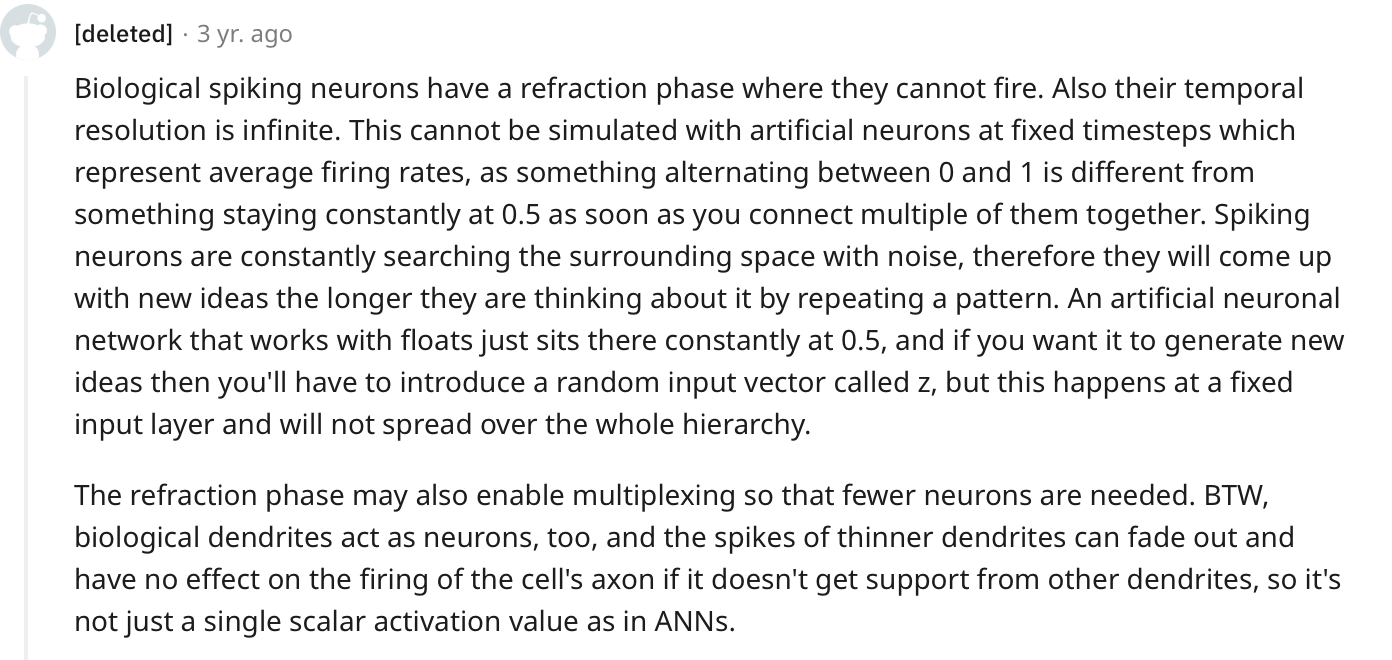 [deleted] · 3 yr. ago
Biological spiking neurons have a refraction phase where they cannot fire. Also their temporal
resolution is infinite. This cannot be simulated with artificial neurons at fixed timesteps which
represent average firing rates, as something alternating between 0 and 1 is different from
something staying constantly at 0.5 as soon as you connect multiple of them together. Spiking
neurons are constantly searching the surrounding space with noise, therefore they will come up
with new ideas the longer they are thinking about it by repeating a pattern. An artificial neuronal
network that works with floats just sits there constantly at 0.5, and if you want it to generate new
ideas then you'll have to introduce a random input vector called z, but this happens at a fixed
input layer and will not spread over the whole hierarchy.
The refraction phase may also enable multiplexing so that fewer neurons are needed. BTW,
biological dendrites act as neurons, too, and the spikes of thinner dendrites can fade out and
have no effect on the firing of the cell's axon if it doesn't get support from other dendrites, so it's
not just a single scalar activation value as in ANNs.